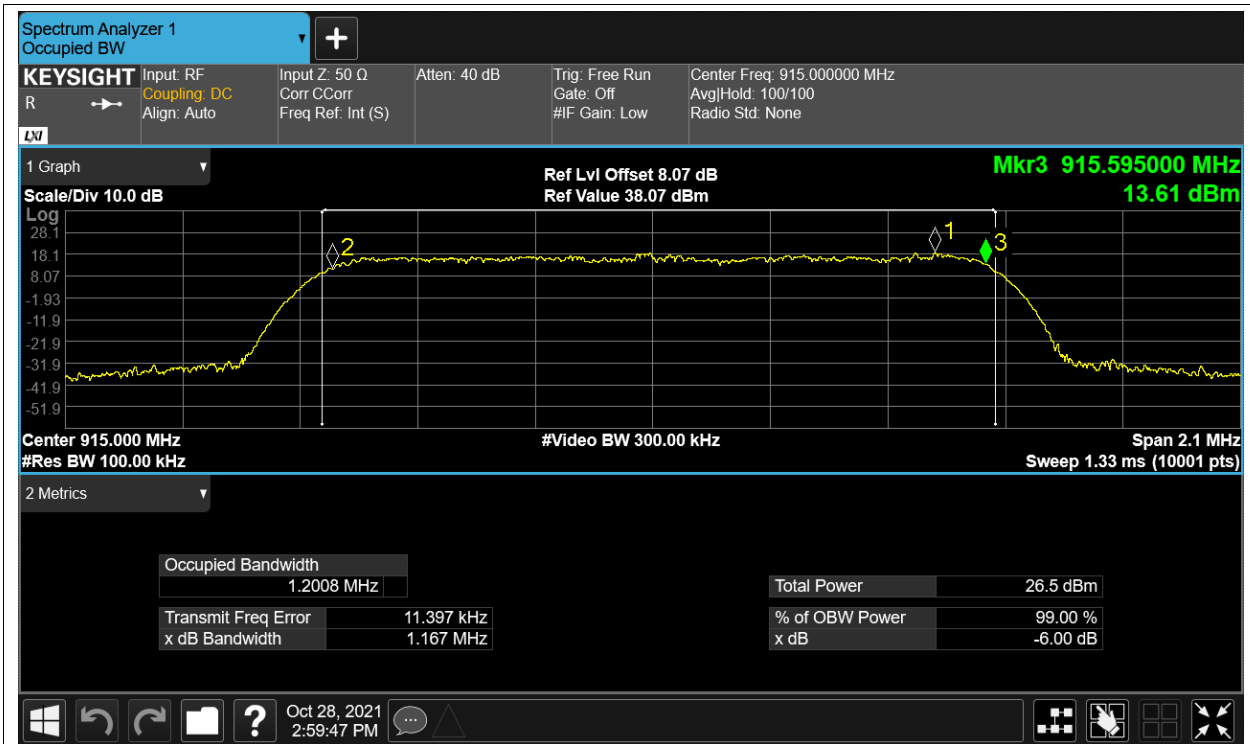 Spectrum Analyzer 1
Occupied BW
KEYSIGHT
R
LXI
Input: RF
Coupling: DC
Align: Auto
Input Z: 50 Ω
Corr CCorr
Freq Ref: Int (S)
Atten: 40 dB
Trig: Free Run
Gate: Off
#IF Gain: Low
Center Freq: 915.000000 MHz
Avg|Hold: 100/100
Radio Std: None
1 Graph
Scale/Div 10.0 dB
Ref Lvl Offset 8.07 dB
Ref Value 38.07 dBm
Mkr3 915.595000 MHz
13.61 dBm
Log
28.1
18.1
8.07
-1.93
-11.9
-21.9
-31.9
-41.9
-51.9
2
1
3
Center 915.000 MHz
#Res BW 100.00 kHz
#Video BW 300.00 kHz
Span 2.1 MHz
Sweep 1.33 ms (10001 pts)
2 Metrics
Occupied Bandwidth
1.2008 MHz
Transmit Freq Error 11.397 kHz
x dB Bandwidth 1.167 MHz
Total Power 26.5 dBm
% of OBW Power 99.00 %
x dB -6.00 dB
?
Oct 28, 2021
2:59:47 PM